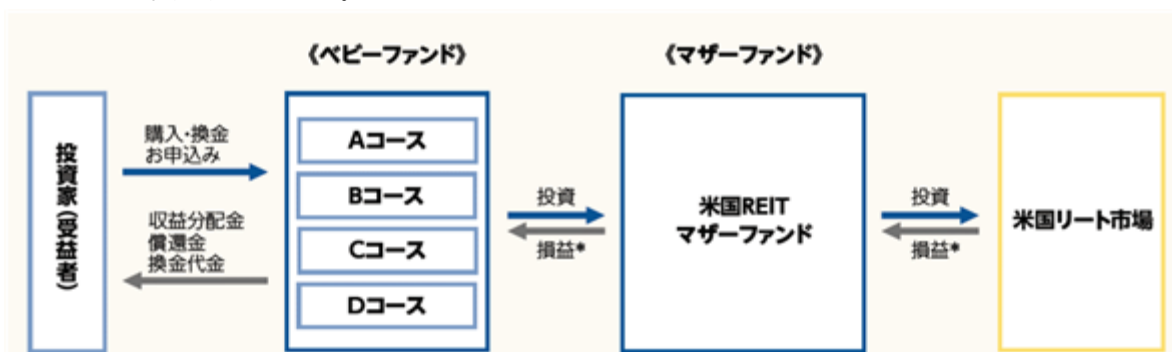 《ベビーファンド》
《マザーファンド》
投資家(受益者)
購入・換金
お申込み
収益分配金
償還金
換金代金
Aコース
Bコース
Cコース
Dコース
投資
損益*
米国REIT
マザーファンド
投資
損益*
米国リート市場